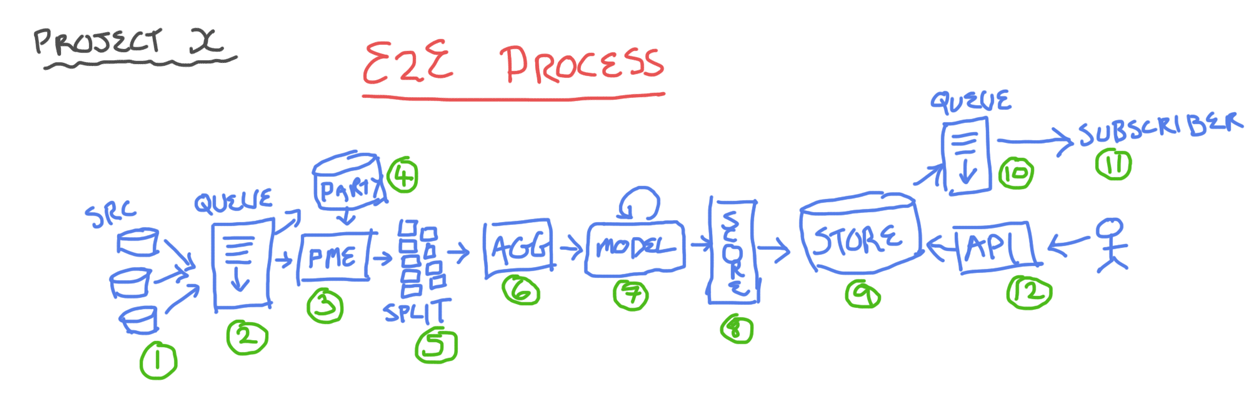 PROJECT X
E2E PROCESS
QUEUE
SUBSCRIBER
10
11
PARTY
4
SRC
QUEUE
PME
SPLIT
AGG
MODEL
SCORE
STORE
API
1
2
3
5
6
7
8
9
12